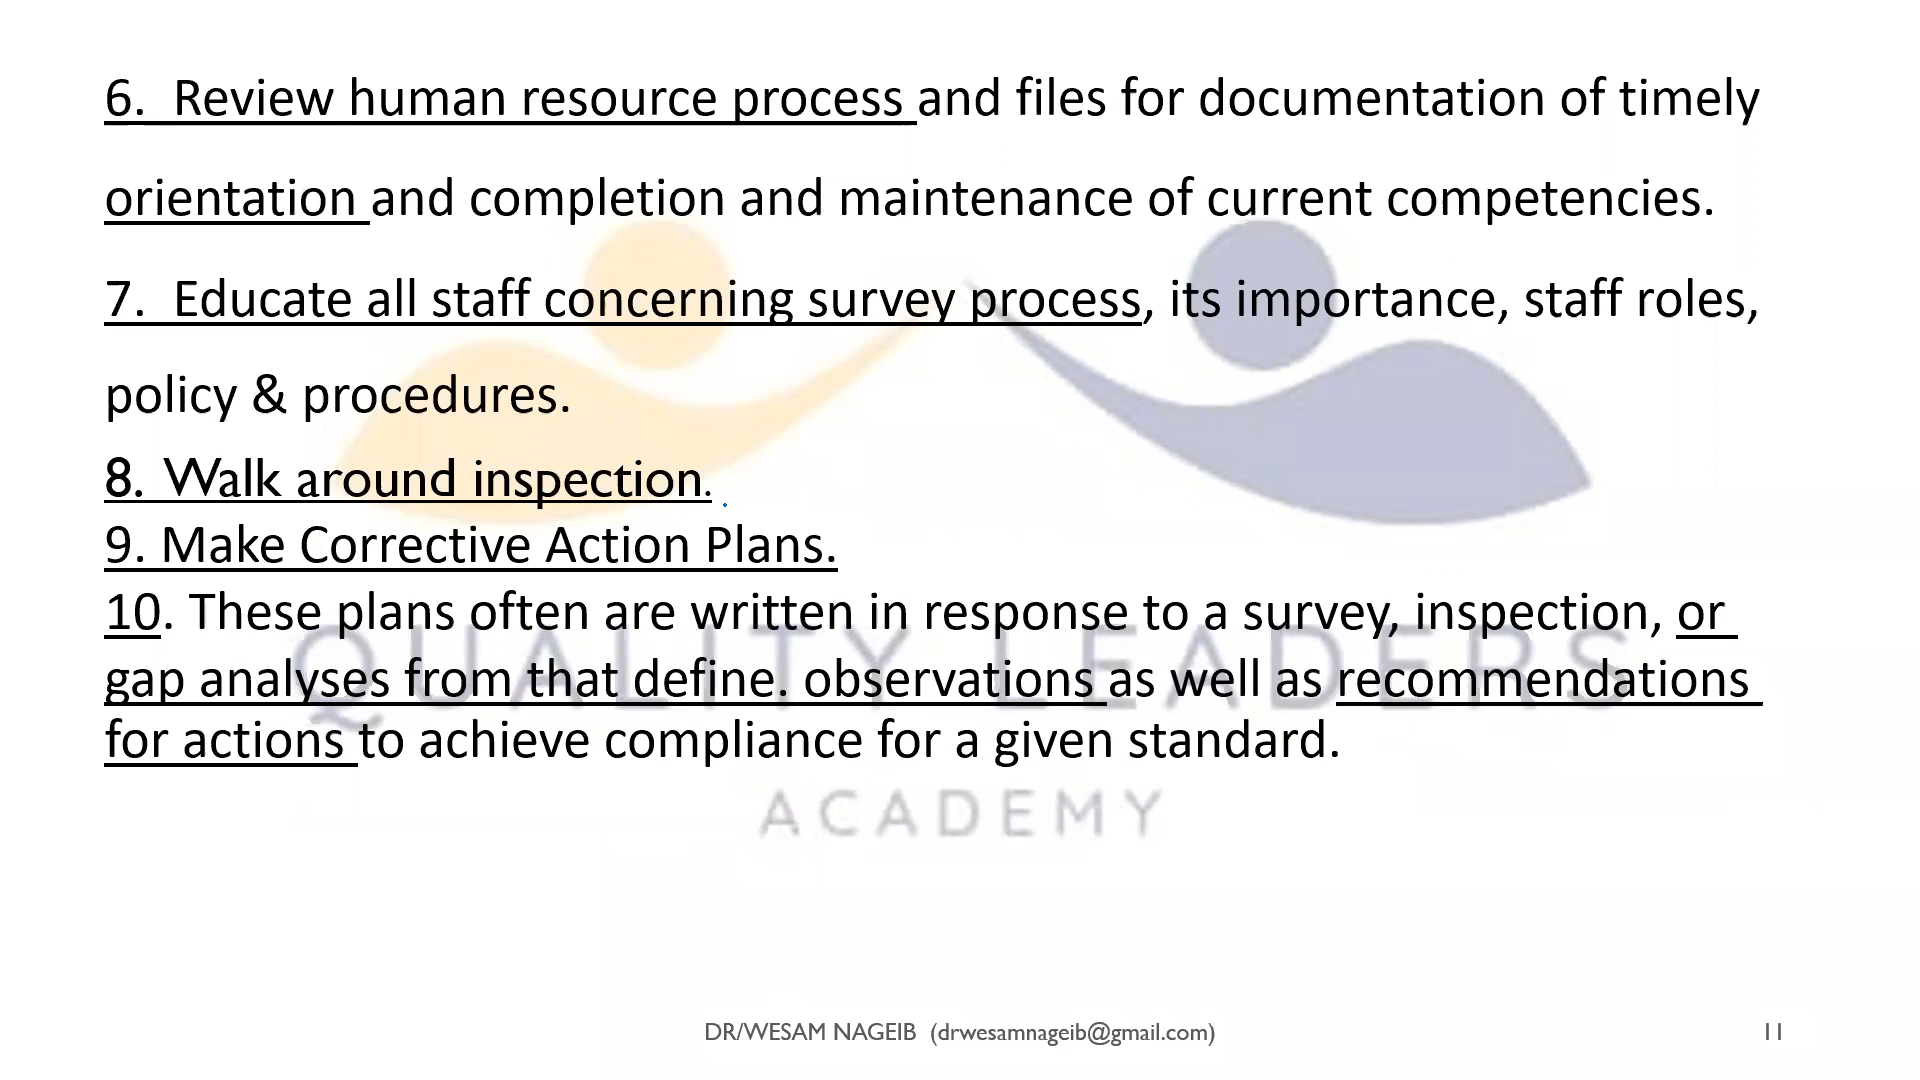 6. Review human resource process and files for documentation of timely
orientation and completion and maintenance of current competencies.
7. Educate all staff concerning survey process, its importance, staff roles,
policy & procedures.
8. Walk around inspection.
9. Make Corrective Action Plans.
10. These plans often are written in response to a survey, inspection, or
gap analyses from that define. observations as well as recommendations
for actions to achieve compliance for a given standard.
QUALITY LEADERS
ACADEMY
DR/WESAM NAGEIB (drwesamnageib@gmail.com)
11